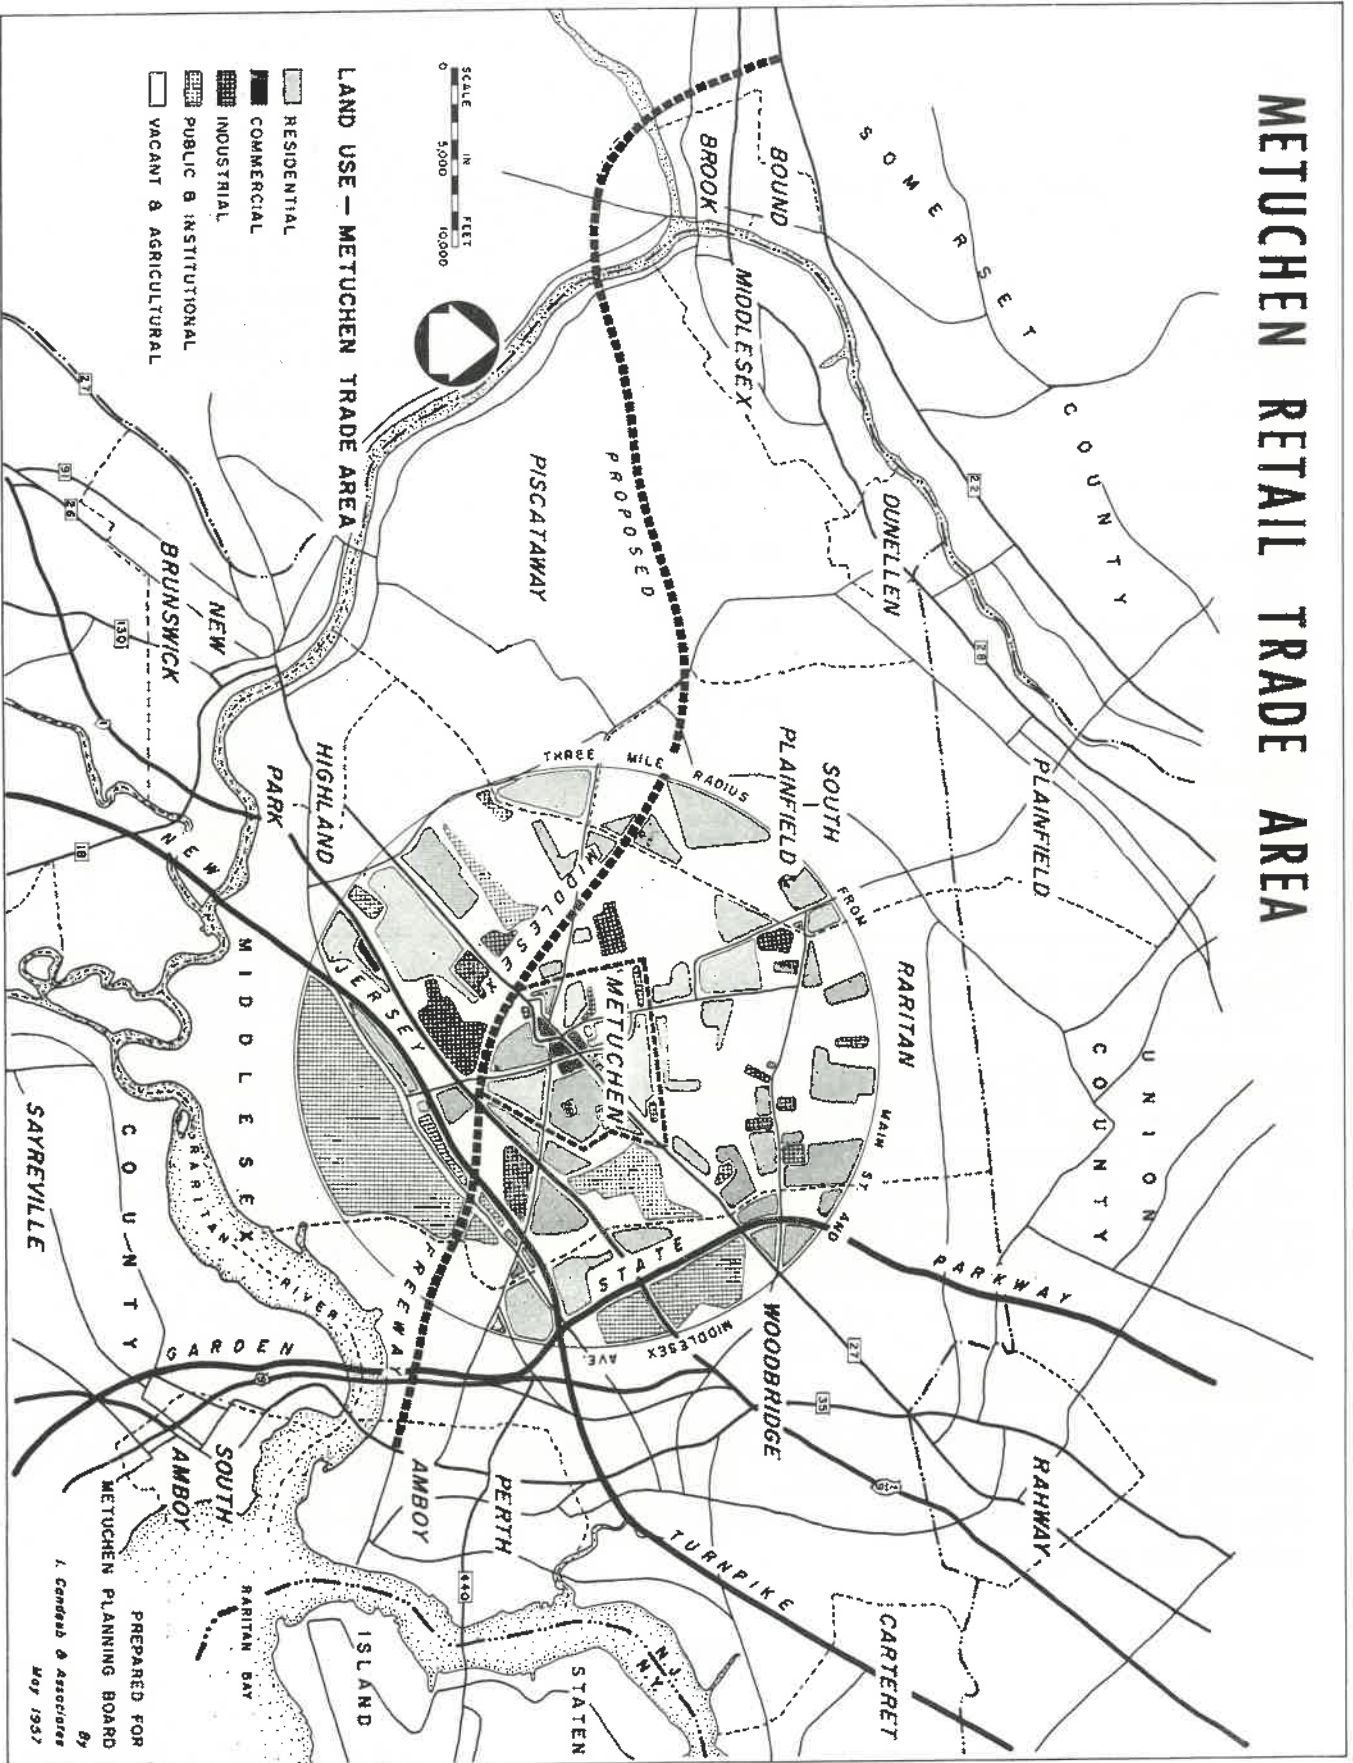 METUCHEN RETAIL TRADE AREA
SOMERSET COUNTY
UNION
COUNTY
BOUND
BROOK
MIDDLESEX
DUNELLEN
22
28
PLAINFIELD
SOUTH
PLAINFIELD
PISCATAWAY
PROPOSED
MIDDLESEX
FREEWAY
THREE MILE RADIUS FROM MAIN ST. AND MIDDLESEX AVE.
RARITAN
METUCHEN
NEW JERSEY
TURNPIKE
GARDEN
STATE
PARKWAY
WOODBRIDGE
27
35
RAHWAY
CARTERET
PERTH
AMBOY
440
N.J.
N.Y.
STATEN
ISLAND
RARITAN BAY
SOUTH
AMBOY
SAYREVILLE
RARITAN RIVER
MIDDLESEX
COUNTY
HIGHLAND
PARK
NEW
BRUNSWICK
27
91
26
130
1
18
SCALE IN FEET
0 5,000 10,000
LAND USE — METUCHEN TRADE AREA
RESIDENTIAL
COMMERCIAL
INDUSTRIAL
PUBLIC & INSTITUTIONAL
VACANT & AGRICULTURAL
PREPARED FOR
METUCHEN PLANNING BOARD
By
I. Candeub & Associates
May 1957